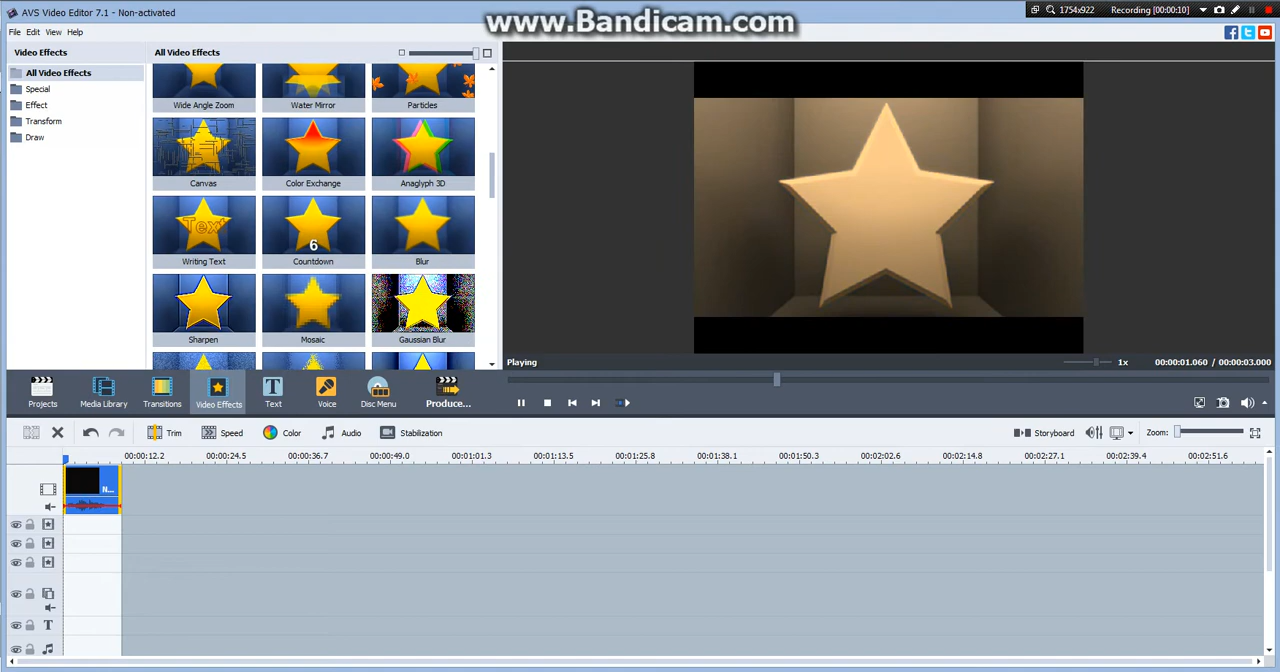 AVS Video Editor 7.1 - Non-activated
www.Bandicam.com
1754x922
Recording [00:00:10]
File Edit View Help
Video Effects
All Video Effects
All Video Effects
Special
Effect
Transform
Draw
Wide Angle Zoom
Water Mirror
Particles
Canvas
Color Exchange
Anaglyph 3D
Text
6
Writing Text
Countdown
Blur
Sharpen
Mosaic
Gaussian Blur
Playing
1x
00:00:01.060 / 00:00:03.000
Projects
Media Library
Transitions
Video Effects
Text
Voice
Disc Menu
Produce...
Trim
Speed
Color
Audio
Stabilization
Storyboard
Zoom:
00:00:12.2
00:00:24.5
00:00:36.7
00:00:49.0
00:01:01.3
00:01:13.5
00:01:25.8
00:01:38.1
00:01:50.3
00:02:02.6
00:02:14.8
00:02:27.1
00:02:39.4
00:02:51.6
N...
T